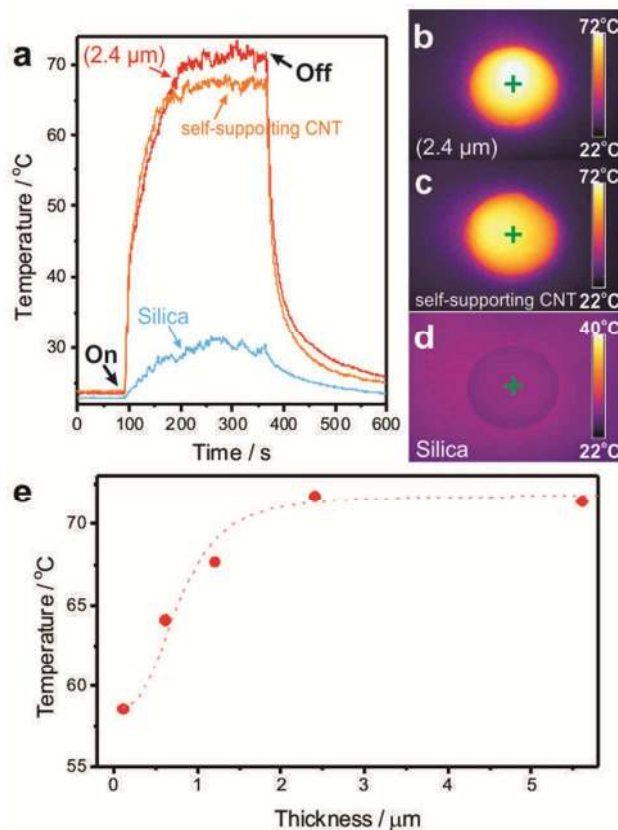 a
(2.4 μm)
Off
self-supporting CNT
Silica
On
Temperature / °C
70
60
50
40
30
0 100 200 300 400 500 600
Time / s
b
72°C
(2.4 μm)
22°C
c
72°C
self-supporting CNT
22°C
d
40°C
Silica
22°C
e
Temperature / °C
70
65
60
55
0 1 2 3 4 5
Thickness / μm